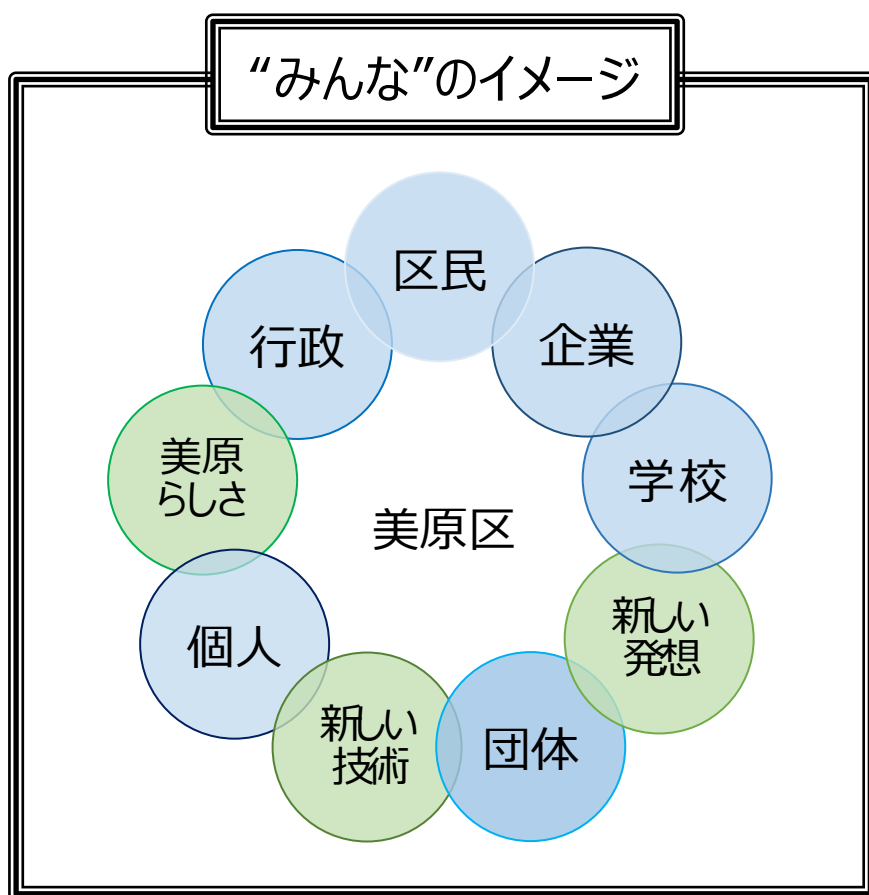 “みんな”のイメージ
区民
行政
企業
美原
らしさ
学校
美原区
新しい
発想
個人
新しい
技術
団体